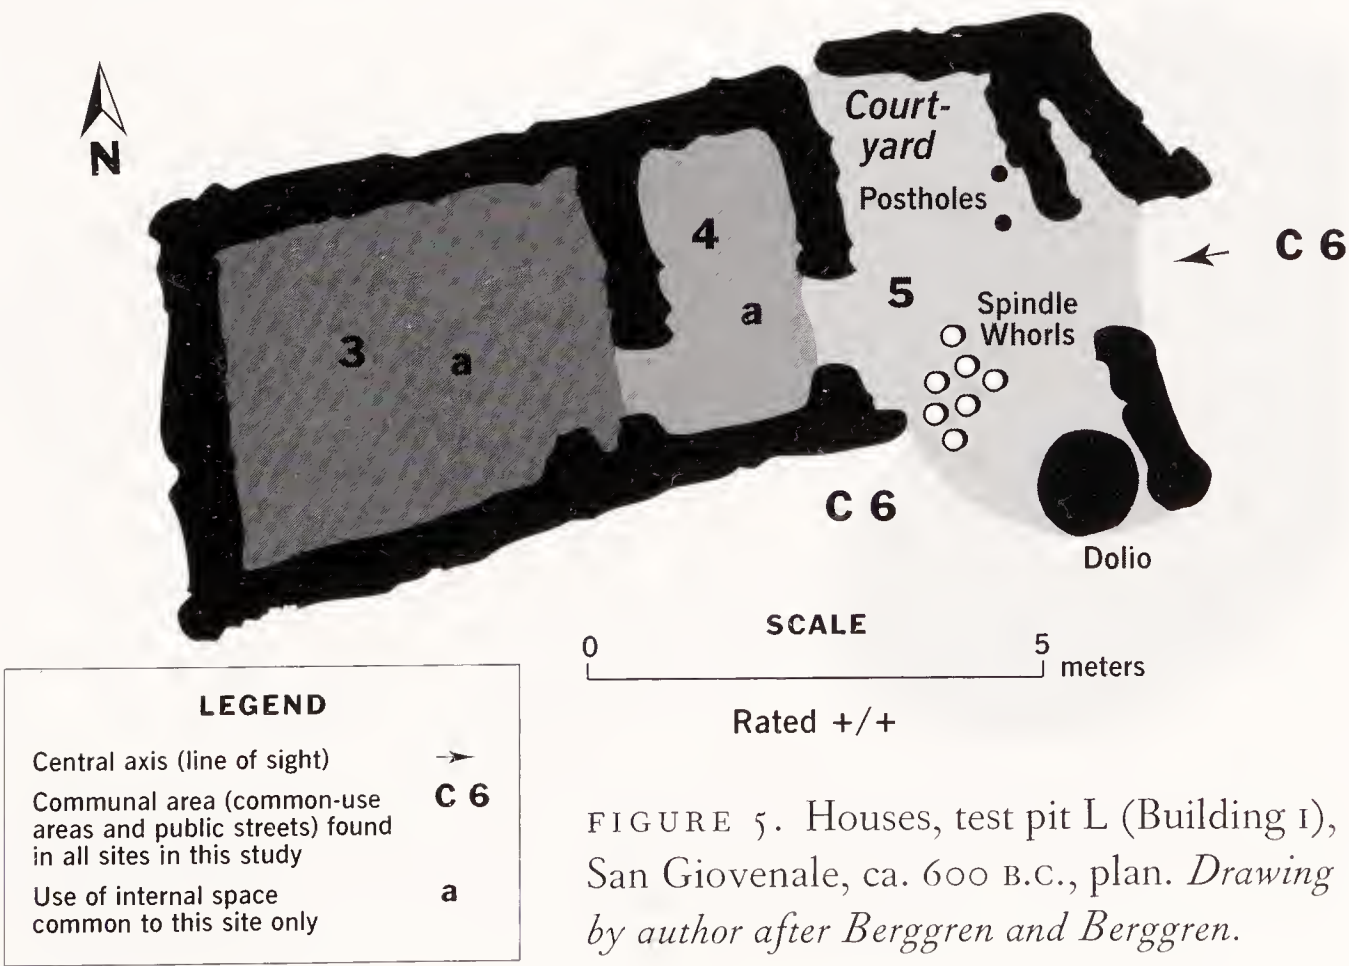 N
Court-
yard
Postholes
C 6
4
a
5
Spindle
Whorls
3
a
C 6
Dolio
SCALE
0 5
meters
Rated +/+
LEGEND
Central axis (line of sight)
Communal area (common-use
areas and public streets) found
in all sites in this study
C 6
Use of internal space
common to this site only
a
FIGURE 5. Houses, test pit L (Building I),
San Giovenale, ca. 600 B.C., plan. Drawing
by author after Berggren and Berggren.